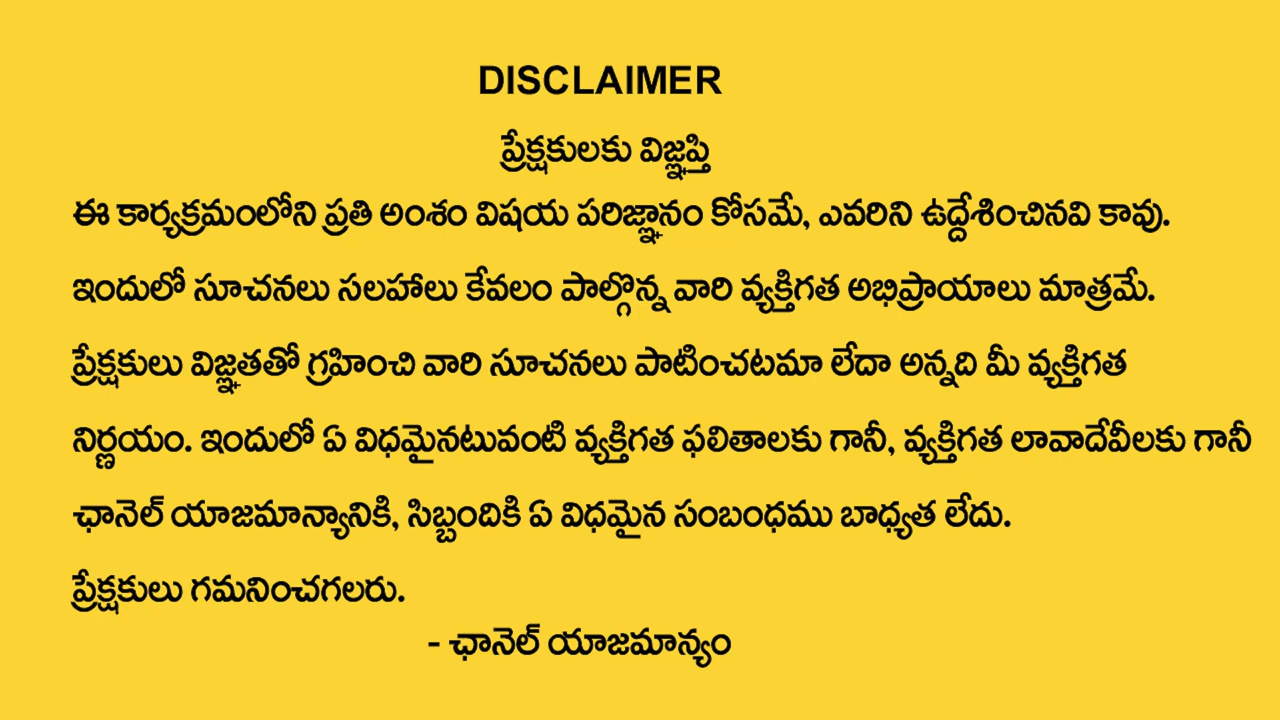 DISCLAIMER
ప్రేక్షకులకు విజ్ఞప్తి
ఈ కార్యక్రమంలోని ప్రతి అంశం విషయ పరిజ్ఞానం కోసమే, ఎవరిని ఉద్దేశించినవి కావు.
ఇందులో సూచనలు సలహాలు కేవలం పాల్గొన్న వారి వ్యక్తిగత అభిప్రాయాలు మాత్రమే.
ప్రేక్షకులు విజ్ఞతతో గ్రహించి వారి సూచనలు పాటించటమా లేదా అన్నది మీ వ్యక్తిగత
నిర్ణయం. ఇందులో ఏ విధమైనటువంటి వ్యక్తిగత ఫలితాలకు గానీ, వ్యక్తిగత లావాదేవీలకు గానీ
ఛానెల్ యాజమాన్యానికి, సిబ్బందికి ఏ విధమైన సంబంధము బాధ్యత లేదు.
ప్రేక్షకులు గమనించగలరు.
- ఛానెల్ యాజమాన్యం